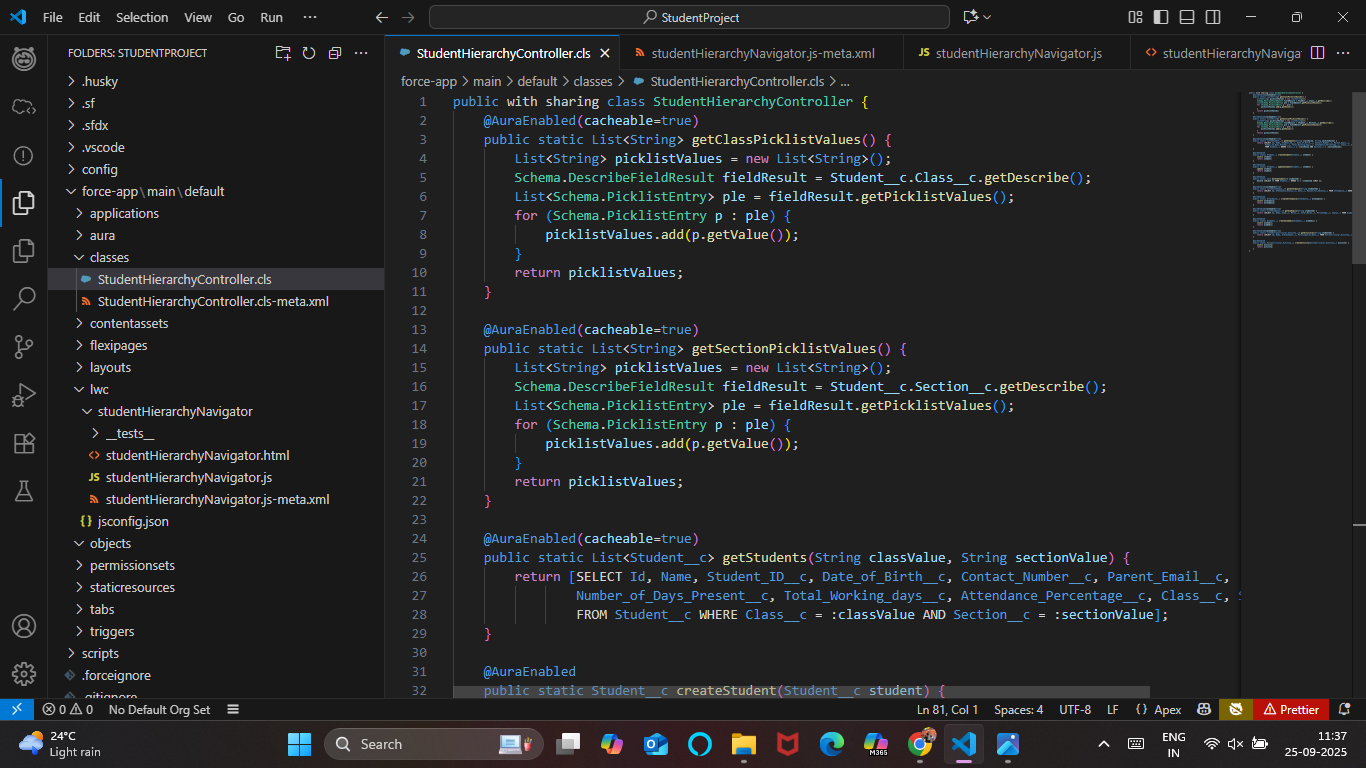 File Edit Selection View Go Run ···
StudentProject
FOLDERS: STUDENTPROJECT
.husky
.sf
.sfdx
.vscode
config
force-app\main\default
applications
aura
classes
StudentHierarchyController.cls
StudentHierarchyController.cls-meta.xml
contentassets
flexipages
layouts
lwc
studentHierarchyNavigator
__tests__
studentHierarchyNavigator.html
JS studentHierarchyNavigator.js
studentHierarchyNavigator.js-meta.xml
{} jsconfig.json
objects
permissionsets
staticresources
tabs
triggers
scripts
.forceignore
.gitignore
StudentHierarchyController.cls
studentHierarchyNavigator.js-meta.xml
JS studentHierarchyNavigator.js
studentHierarchyNaviga
force-app > main > default > classes > StudentHierarchyController.cls > ...
1 public with sharing class StudentHierarchyController {
2 @AuraEnabled(cacheable=true)
3 public static List<String> getClassPicklistValues() {
4 List<String> picklistValues = new List<String>();
5 Schema.DescribeFieldResult fieldResult = Student__c.Class__c.getDescribe();
6 List<Schema.PicklistEntry> ple = fieldResult.getPicklistValues();
7 for (Schema.PicklistEntry p : ple) {
8 picklistValues.add(p.getValue());
9 }
10 return picklistValues;
11 }
12
13 @AuraEnabled(cacheable=true)
14 public static List<String> getSectionPicklistValues() {
15 List<String> picklistValues = new List<String>();
16 Schema.DescribeFieldResult fieldResult = Student__c.Section__c.getDescribe();
17 List<Schema.PicklistEntry> ple = fieldResult.getPicklistValues();
18 for (Schema.PicklistEntry p : ple) {
19 picklistValues.add(p.getValue());
20 }
21 return picklistValues;
22 }
23
24 @AuraEnabled(cacheable=true)
25 public static List<Student__c> getStudents(String classValue, String sectionValue) {
26 return [SELECT Id, Name, Student_ID__c, Date_of_Birth__c, Contact_Number__c, Parent_Email__c,
27 Number_of_Days_Present__c, Total_Working_days__c, Attendance_Percentage__c, Class__c,
28 FROM Student__c WHERE Class__c = :classValue AND Section__c = :sectionValue];
29 }
30
31 @AuraEnabled
32 public static Student__c createStudent(Student__c student) {
0 0 No Default Org Set
Ln 81, Col 1 Spaces: 4 UTF-8 LF {} Apex Prettier
24°C
Light rain
Search
M365
ENG
IN
11:37
25-09-2025